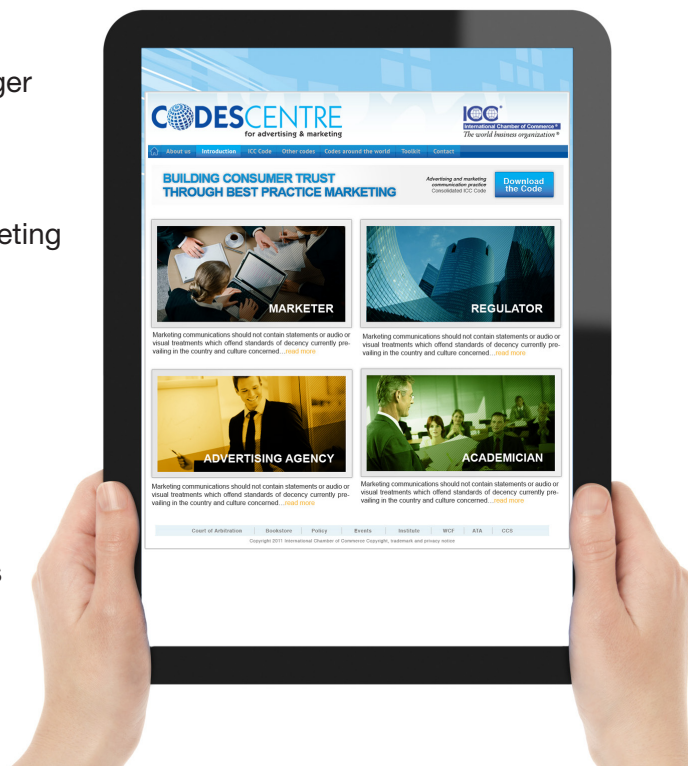 ger
eting
s
CODESCENTRE
for advertising & marketing
ICC®
International Chamber of Commerce®
The world business organization®
About us Introduction ICC Code Other codes Codes around the world Toolkit Contact
BUILDING CONSUMER TRUST
THROUGH BEST PRACTICE MARKETING
Advertising and marketing
communication practice
Consolidated ICC Code
Download
the Code
MARKETER
Marketing communications should not contain statements or audio or
visual treatments which offend standards of decency currently pre-
vailing in the country and culture concerned…read more
REGULATOR
Marketing communications should not contain statements or audio or
visual treatments which offend standards of decency currently pre-
vailing in the country and culture concerned…read more
ADVERTISING AGENCY
Marketing communications should not contain statements or audio or
visual treatments which offend standards of decency currently pre-
vailing in the country and culture concerned…read more
ACADEMICIAN
Marketing communications should not contain statements or audio or
visual treatments which offend standards of decency currently pre-
vailing in the country and culture concerned…read more
Court of Arbitration | Bookstore | Policy | Events | Institute | WCF | ATA | CCS
Copyright 2011 International Chamber of Commerce Copyright, trademark and privacy notice